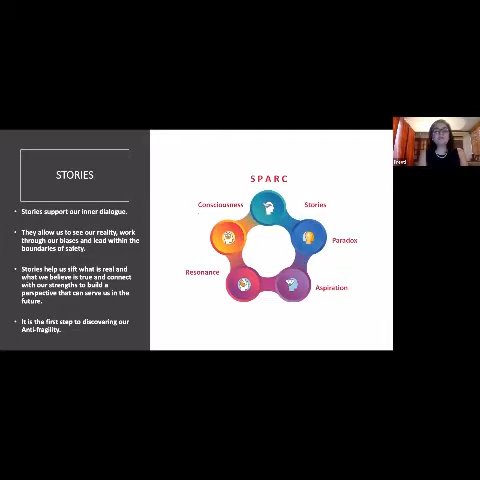 STORIES
• Stories support our inner dialogue.
• They allow us to see our reality, work
through our biases and lead within the
boundaries of safety.
• Stories help us sift what is real and
what we believe is true and connect
with our strengths to build a
perspective that can serve us in the
future.
• It is the first step to discovering our
Anti-fragility.
SPARC
Consciousness
Stories
Paradox
Resonance
Aspiration